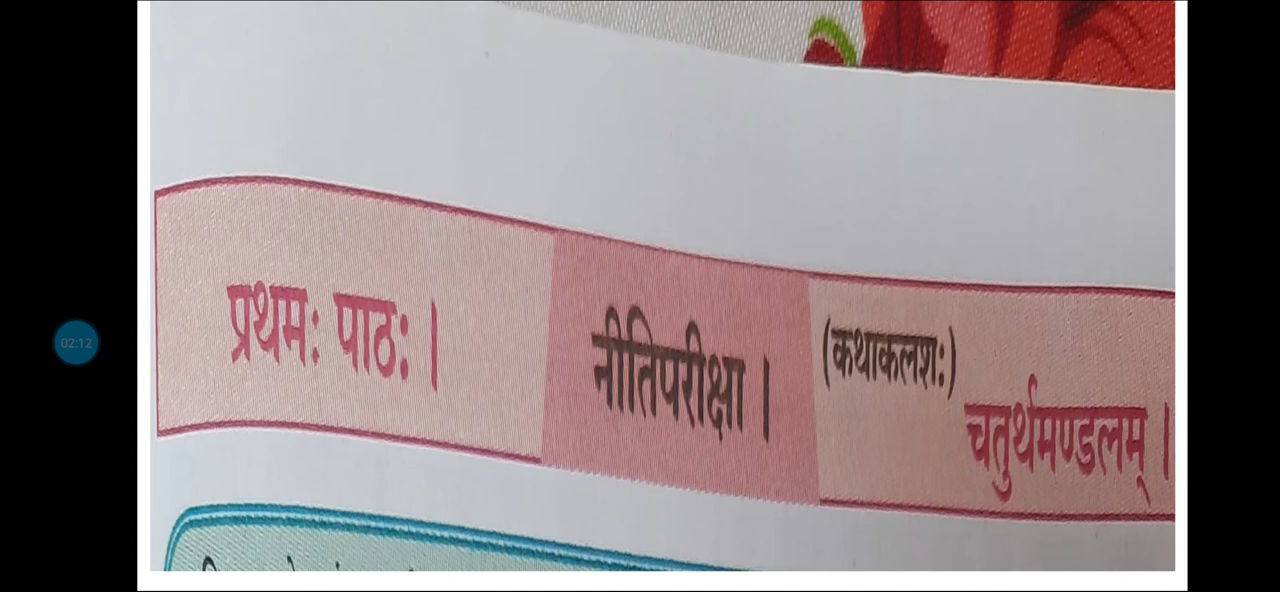 प्रथमः पाठः ।
नीतिपरीक्षा ।
(कथाकलशः)
चतुर्थमण्डलम् ।
02:12